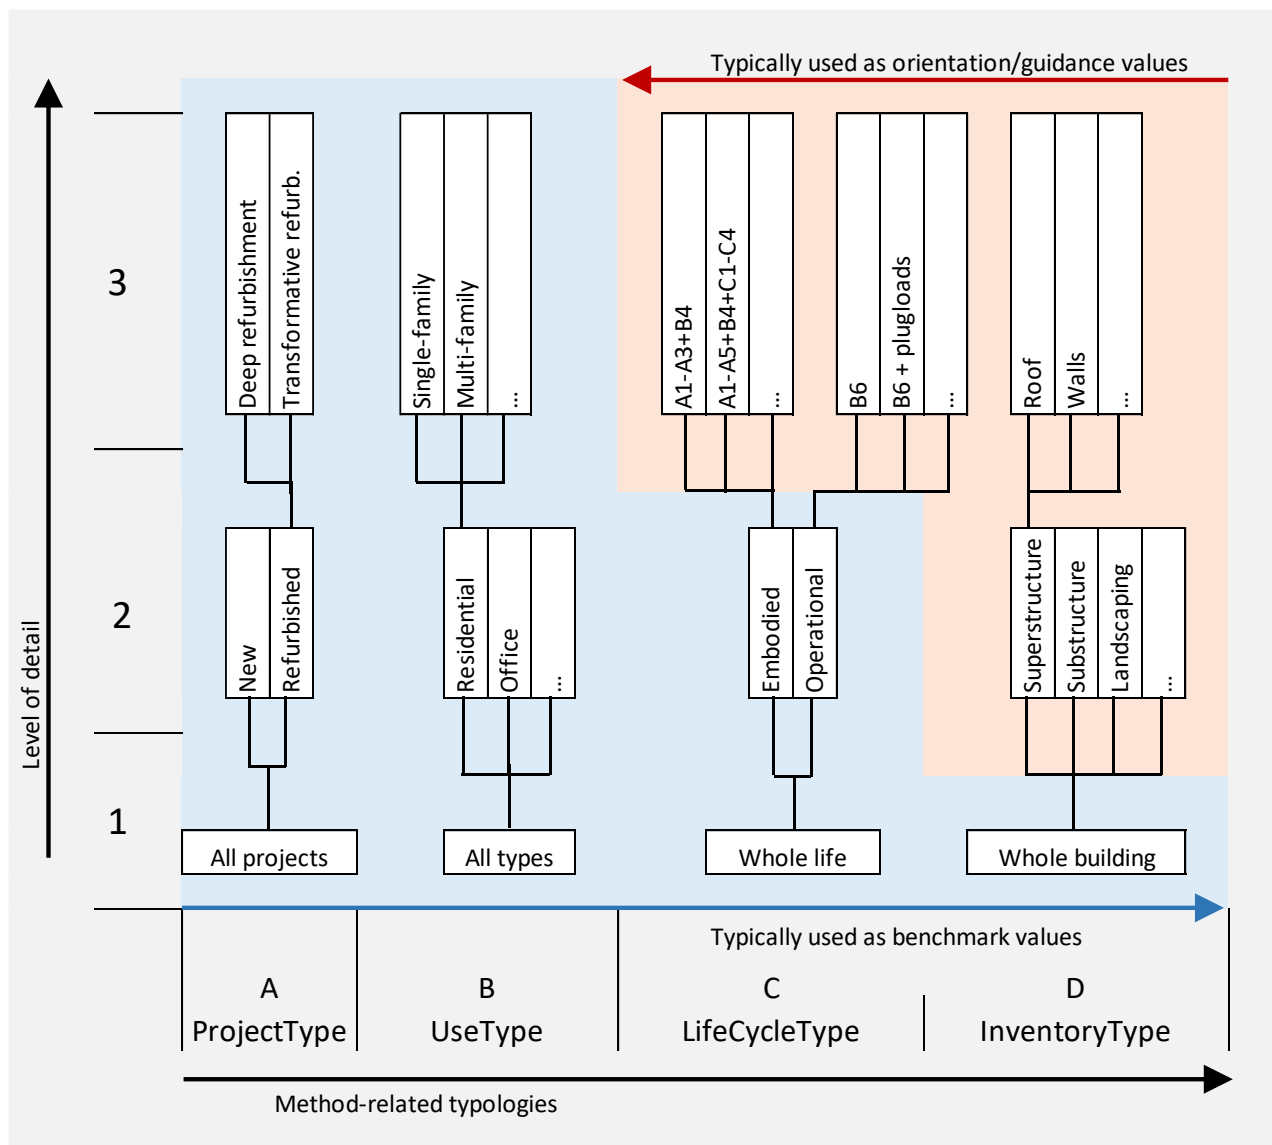 Typically used as orientation/guidance values
Level of detail
3
Deep refurbishment
Transformative refurb.
Single-family
Multi-family
...
A1-A3+B4
A1-A5+B4+C1-C4
...
B6
B6 + plugloads
...
Roof
Walls
...
2
New
Refurbished
Residential
Office
...
Embodied
Operational
Superstructure
Substructure
Landscaping
...
1
All projects
All types
Whole life
Whole building
Typically used as benchmark values
A
ProjectType
B
UseType
C
LifeCycleType
D
InventoryType
Method-related typologies